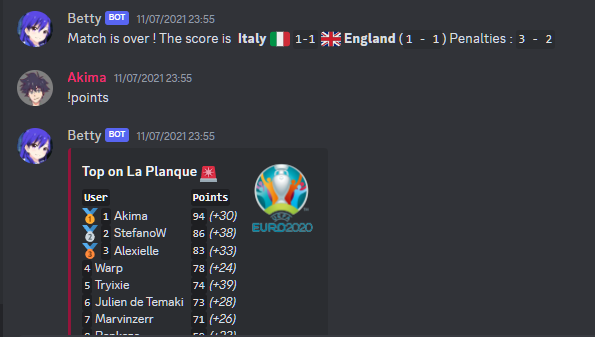 Betty BOT 11/07/2021 23:55
Match is over ! The score is Italy 1-1 England ( 1 - 1 ) Penalties : 3 - 2
Akima 11/07/2021 23:55
!points
Betty BOT 11/07/2021 23:55
Top on La Planque
User Points
1 Akima 94 (+30)
2 StefanoW 86 (+38)
3 Alexielle 83 (+33)
4 Warp 78 (+24)
5 Tryixie 74 (+39)
6 Julien de Temaki 73 (+28)
7 Marvinzerr 71 (+26)
UEFA
EURO2020